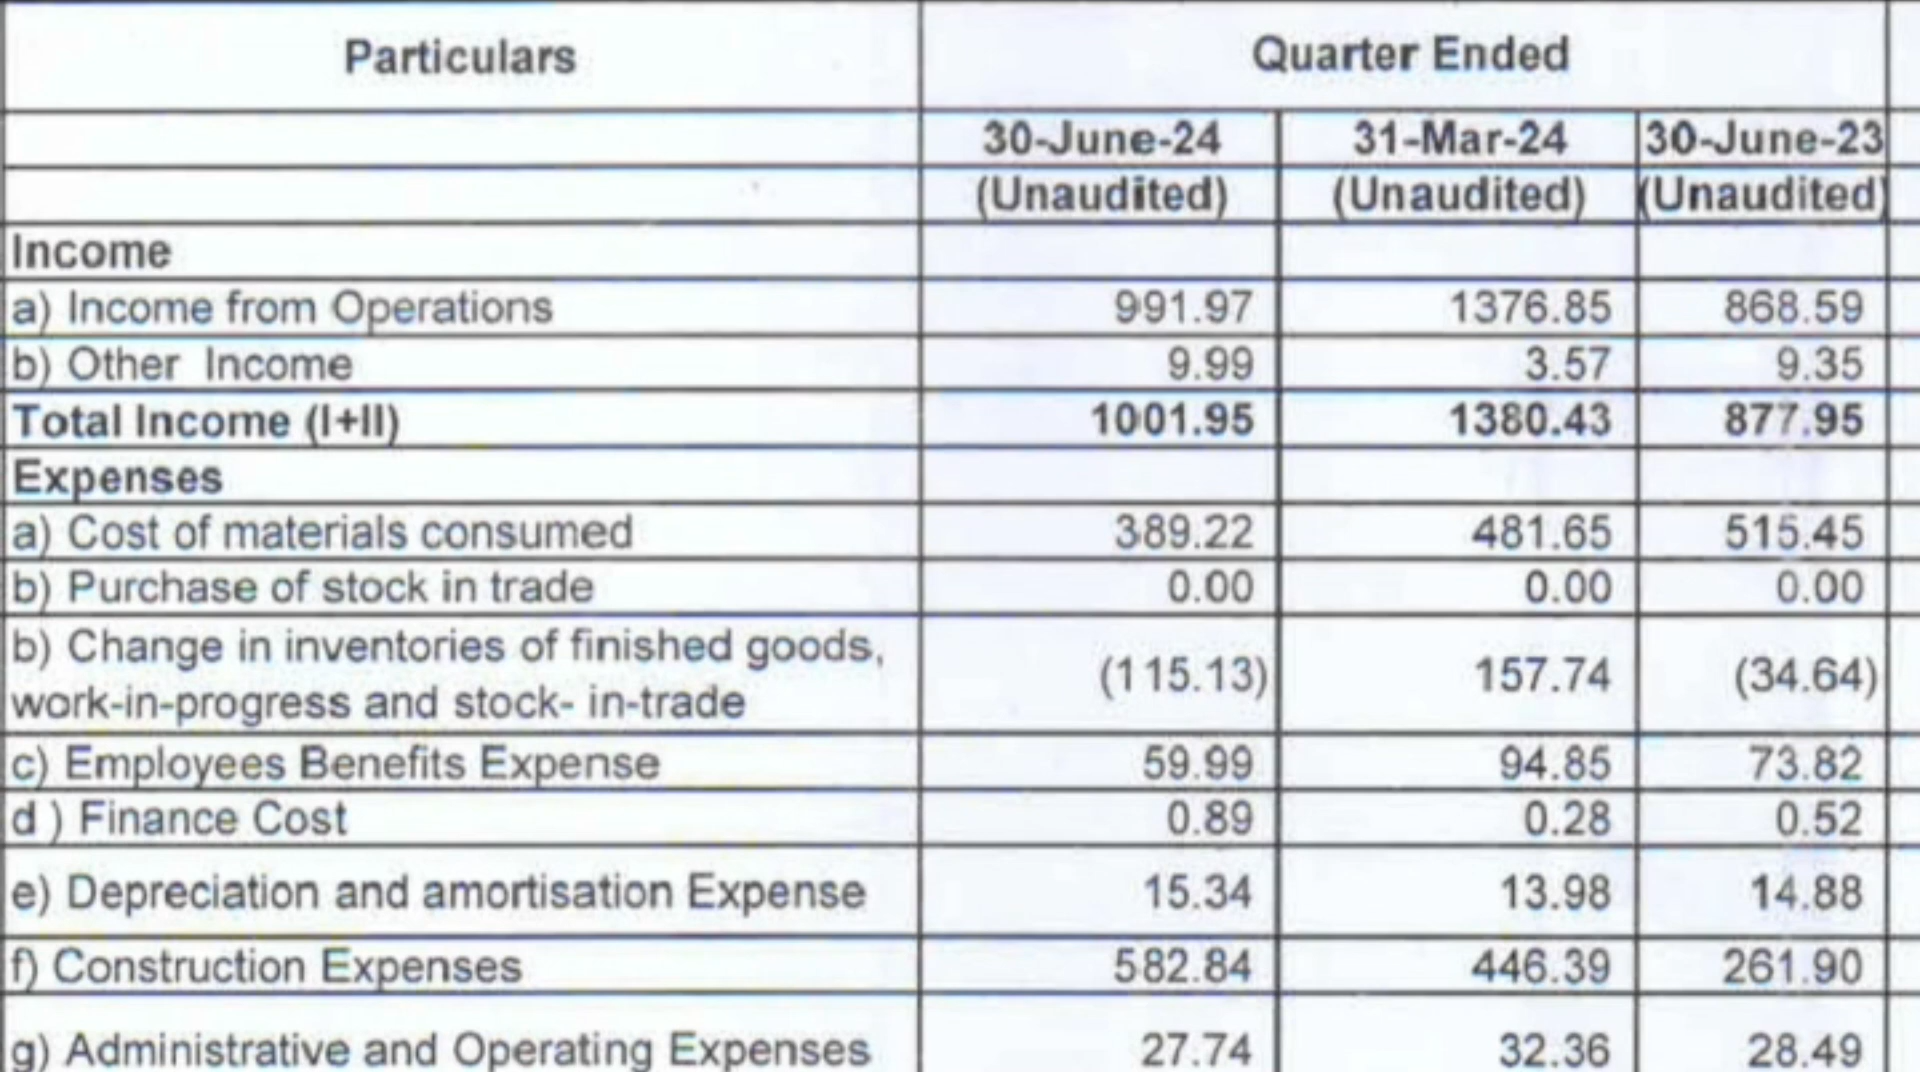 Particulars Quarter Ended
30-June-24 31-Mar-24 30-June-23
(Unaudited) (Unaudited) (Unaudited)
Income
a) Income from Operations 991.97 1376.85 868.59
b) Other Income 9.99 3.57 9.35
Total Income (I+II) 1001.95 1380.43 877.95
Expenses
a) Cost of materials consumed 389.22 481.65 515.45
b) Purchase of stock in trade 0.00 0.00 0.00
b) Change in inventories of finished goods,
work-in-progress and stock- in-trade (115.13) 157.74 (34.64)
c) Employees Benefits Expense 59.99 94.85 73.82
d ) Finance Cost 0.89 0.28 0.52
e) Depreciation and amortisation Expense 15.34 13.98 14.88
f) Construction Expenses 582.84 446.39 261.90
g) Administrative and Operating Expenses 27.74 32.36 28.49